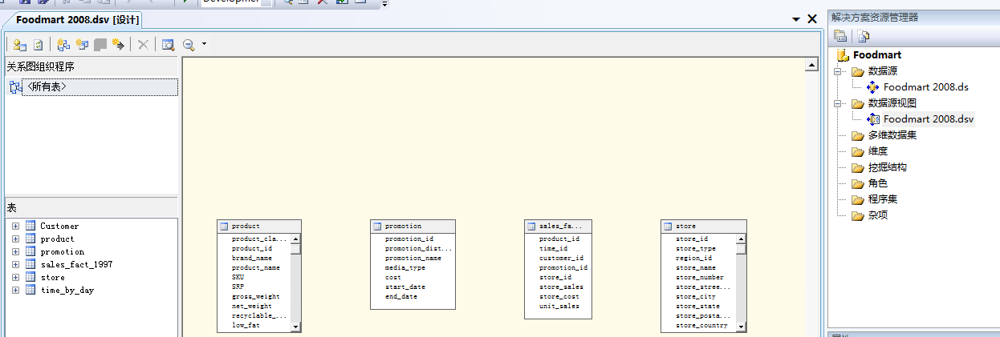 Foodmart 2008.dsv [设计]
关系图组织程序
<所有表>
表
Customer
product
promotion
sales_fact_1997
store
time_by_day
product
product_cla...
product_id
brand_name
product_name
SKU
SRP
gross_weight
net_weight
recyclable_...
low_fat
promotion
promotion_id
promotion_dist...
promotion_name
media_type
cost
start_date
end_date
sales_fa...
product_id
time_id
customer_id
promotion_id
store_id
store_sales
store_cost
unit_sales
store
store_id
store_type
region_id
store_name
store_number
store_stree...
store_city
store_state
store_posta...
store_country
解决方案资源管理器
Foodmart
数据源
Foodmart 2008.ds
数据源视图
Foodmart 2008.dsv
多维数据集
维度
挖掘结构
角色
程序集
杂项